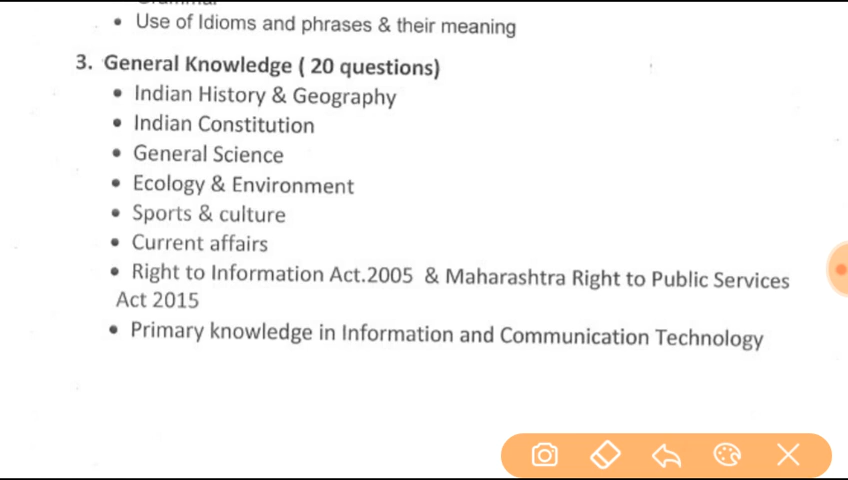 • Use of Idioms and phrases & their meaning
3. General Knowledge ( 20 questions)
• Indian History & Geography
• Indian Constitution
• General Science
• Ecology & Environment
• Sports & culture
• Current affairs
• Right to Information Act.2005 & Maharashtra Right to Public Services
Act 2015
• Primary knowledge in Information and Communication Technology